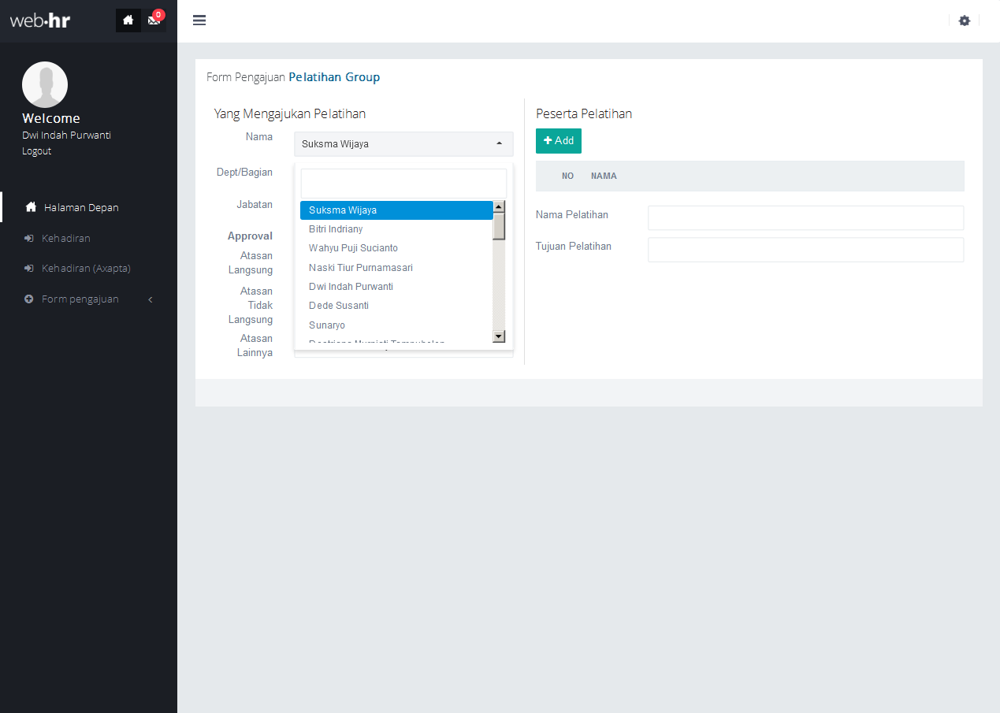 web·hr
0
Welcome
Dwi Indah Purwanti
Logout
Halaman Depan
Kehadiran
Kehadiran (Axapta)
Form pengajuan
Form Pengajuan Pelatihan Group
Yang Mengajukan Pelatihan
Nama
Suksma Wijaya
Dept/Bagian
Jabatan
Approval
Atasan
Langsung
Atasan
Tidak
Langsung
Atasan
Lainnya
Suksma Wijaya
Bitri Indriany
Wahyu Puji Sucianto
Naski Tiur Purnamasari
Dwi Indah Purwanti
Dede Susanti
Sunaryo
Peserta Pelatihan
Add
NO NAMA
Nama Pelatihan
Tujuan Pelatihan